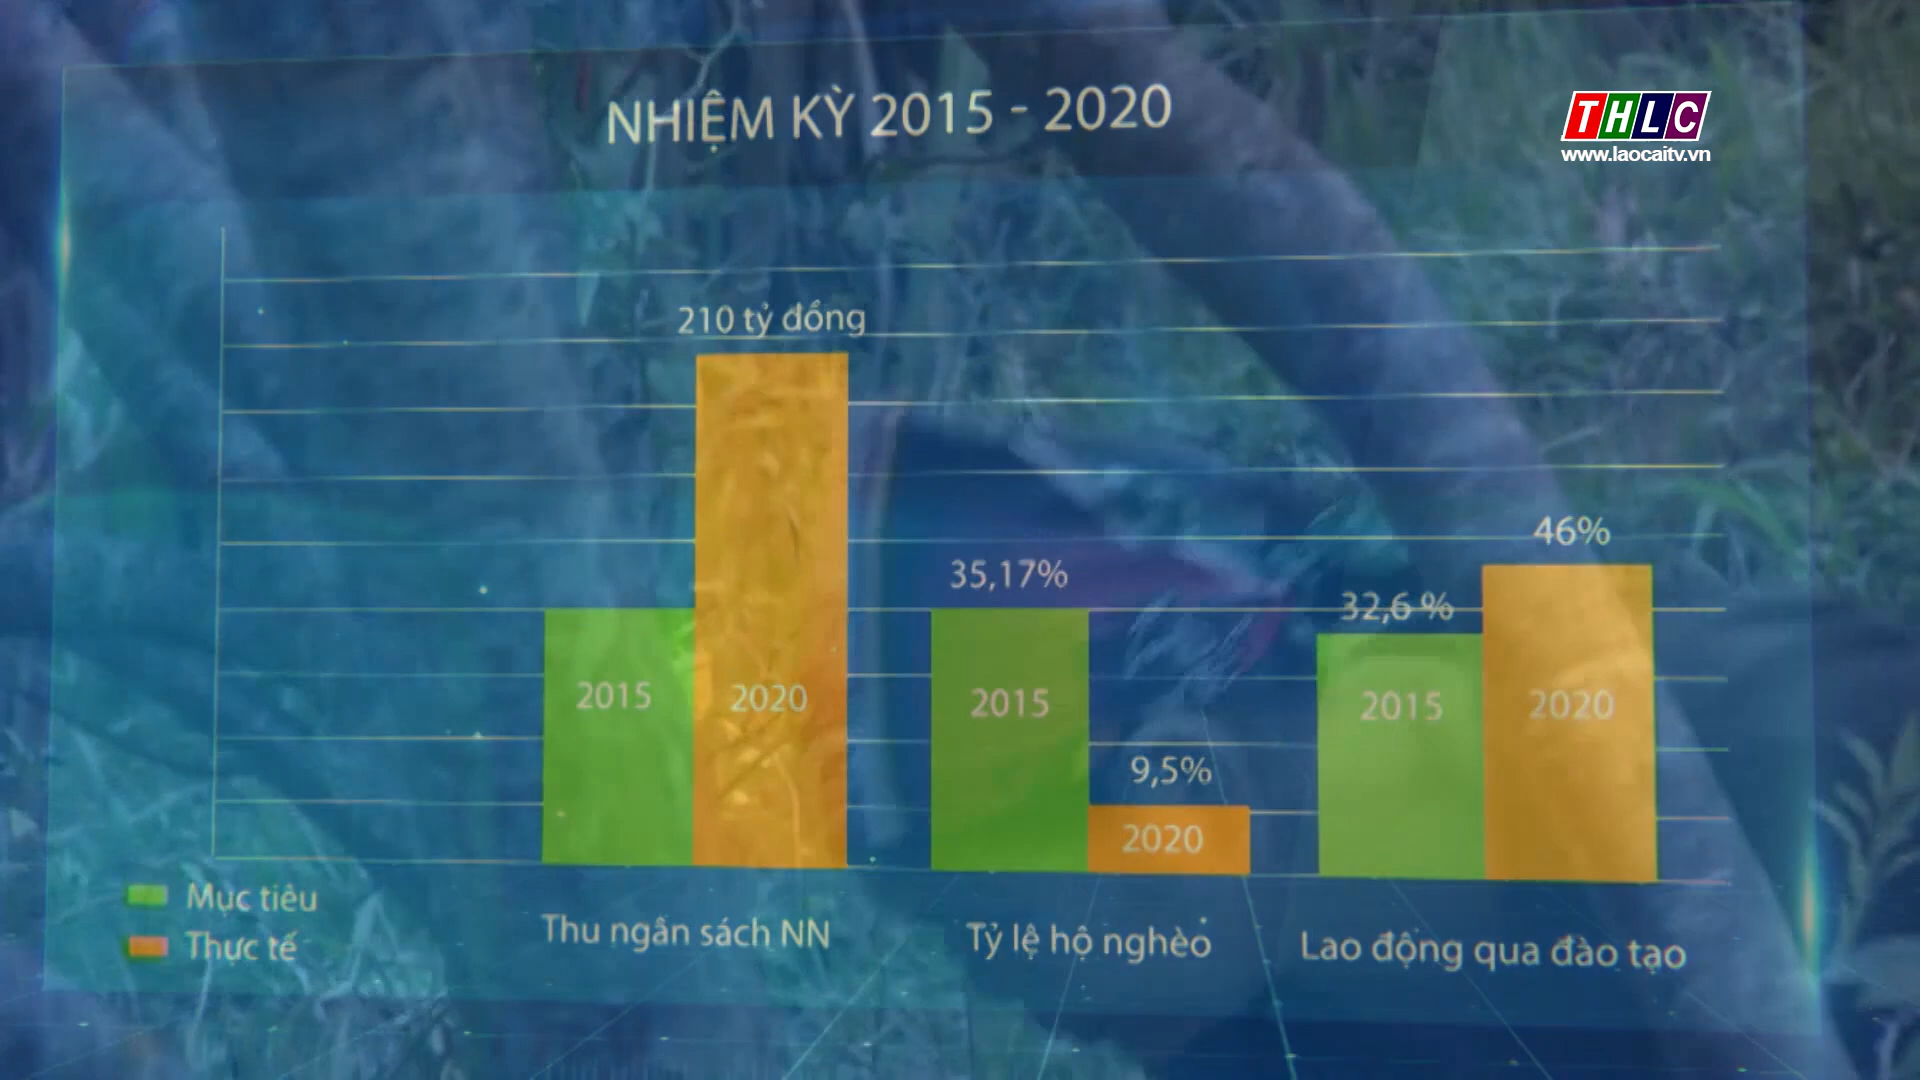 NHIỆM KỲ 2015 - 2020
THLC
www.laocaitv.vn
210 tỷ đồng
46%
35,17%
32,6 %
2015
2020
2015
2015
2020
9,5%
2020
Mục tiêu
Thực tế
Thu ngân sách NN
Tỷ lệ hộ nghèo
Lao động qua đào tạo